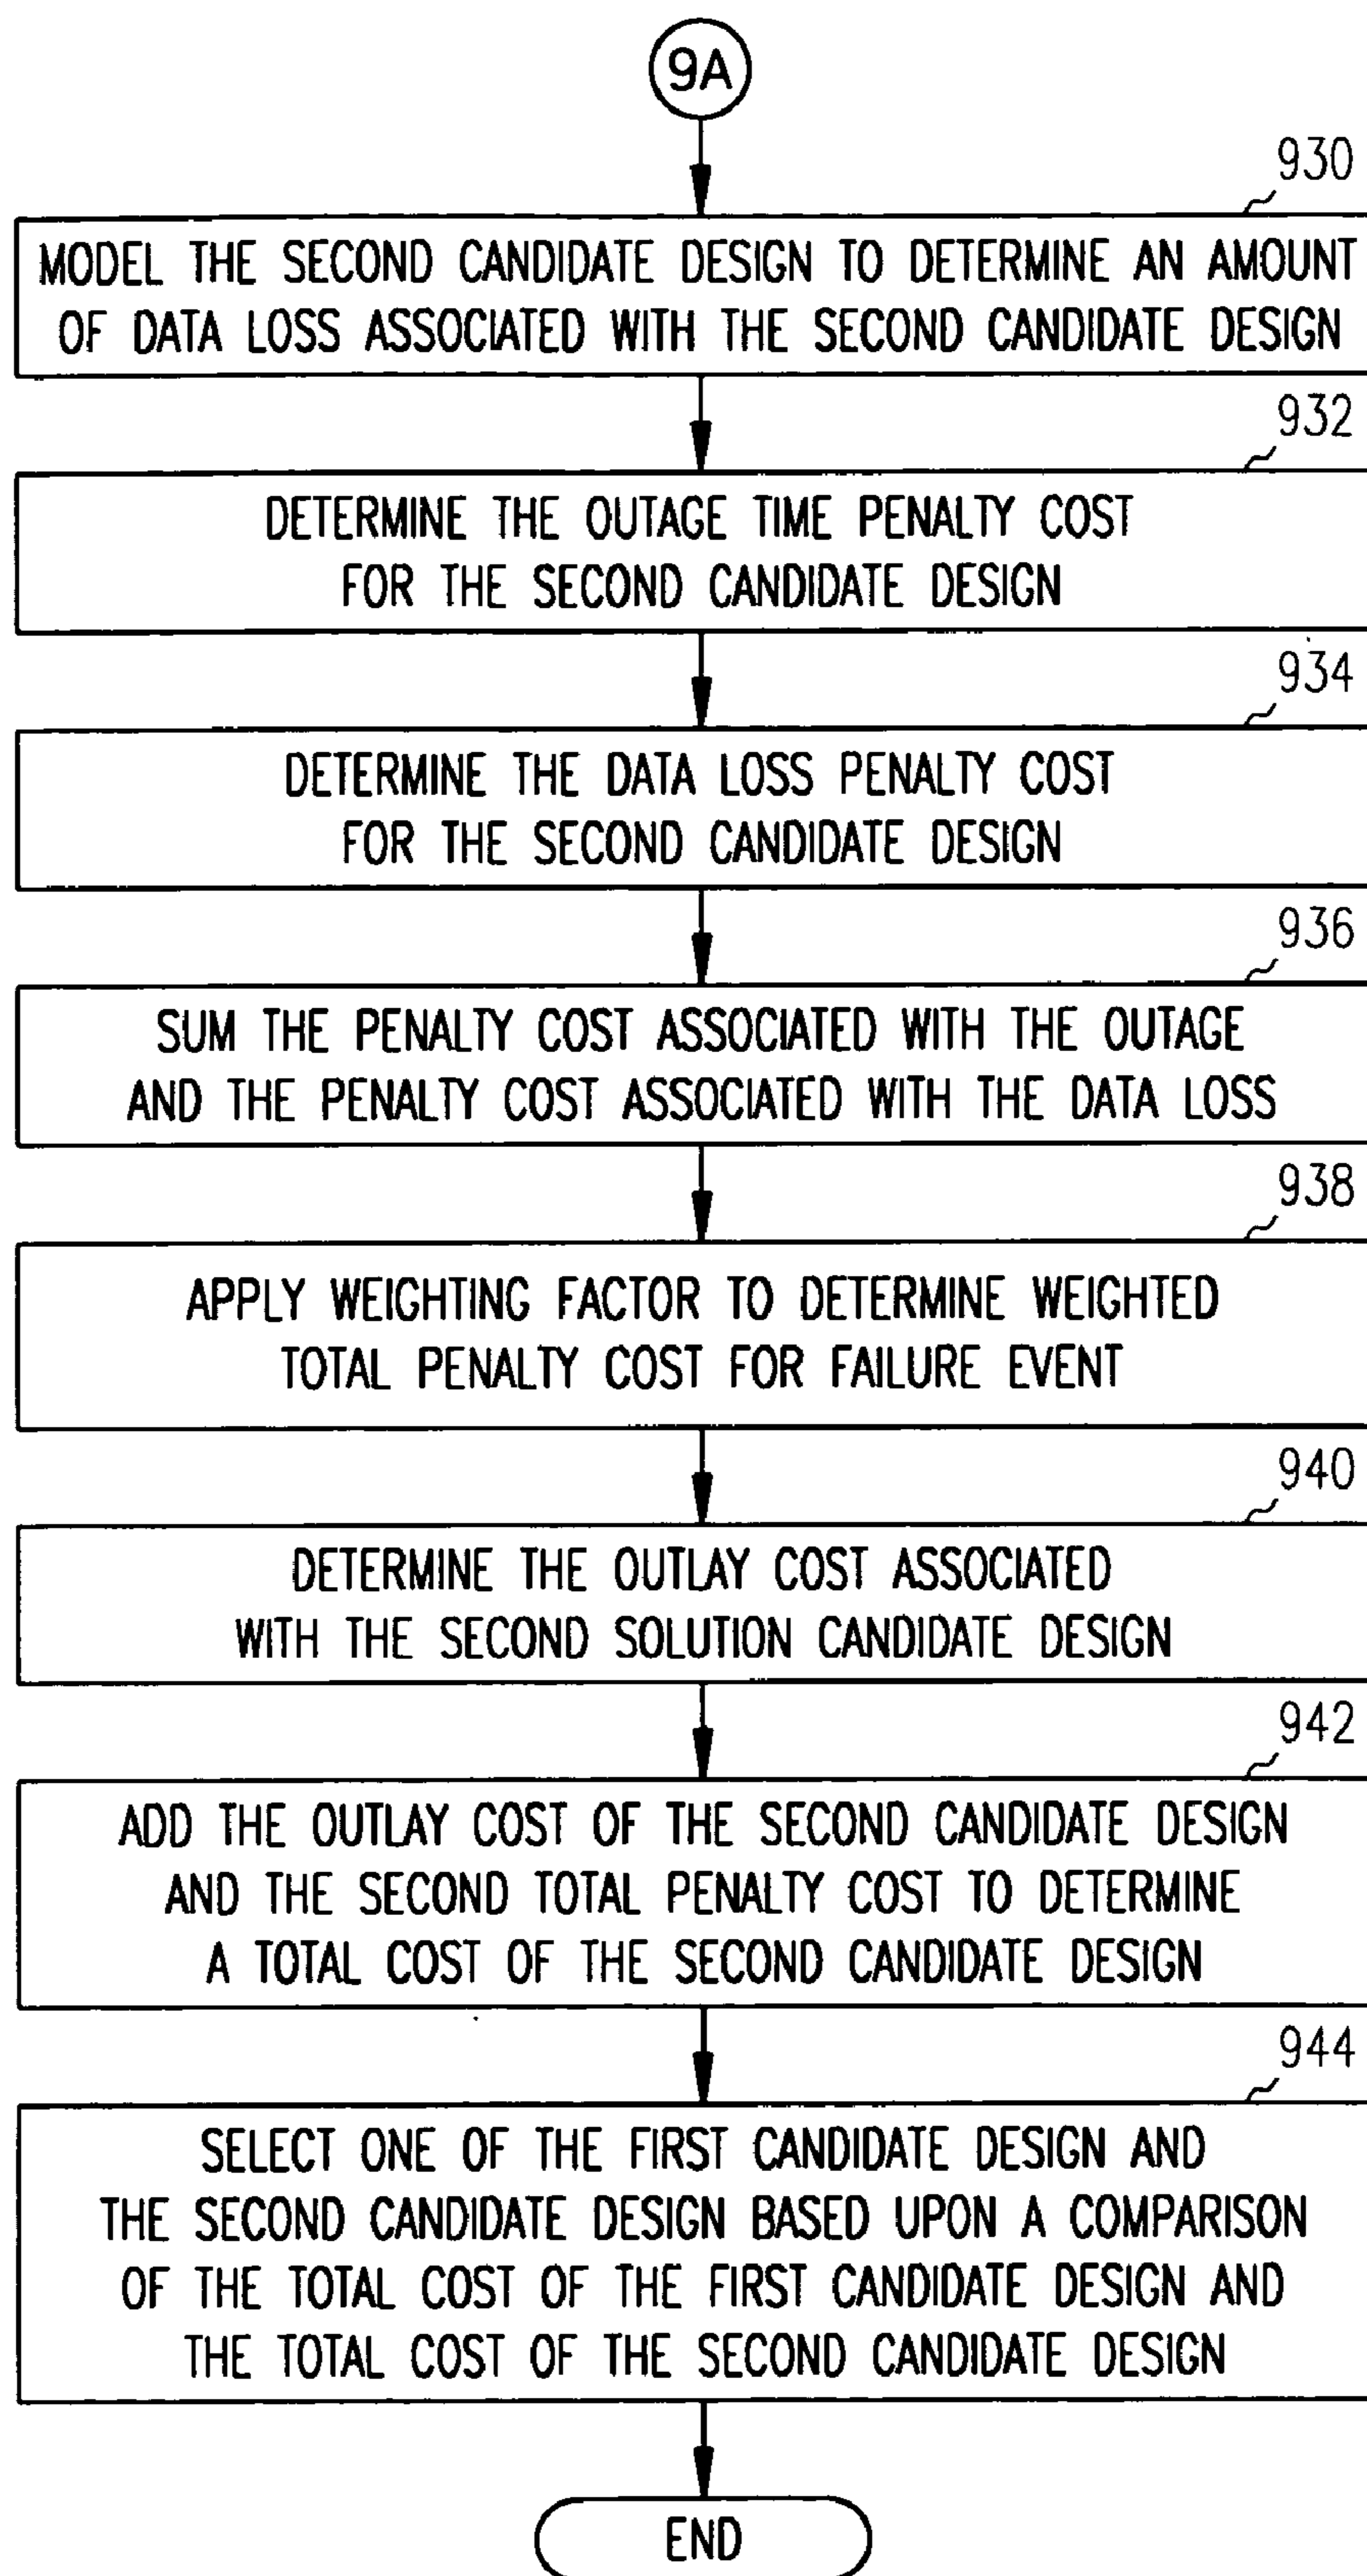 9A
930
MODEL THE SECOND CANDIDATE DESIGN TO DETERMINE AN AMOUNT
OF DATA LOSS ASSOCIATED WITH THE SECOND CANDIDATE DESIGN
932
DETERMINE THE OUTAGE TIME PENALTY COST
FOR THE SECOND CANDIDATE DESIGN
934
DETERMINE THE DATA LOSS PENALTY COST
FOR THE SECOND CANDIDATE DESIGN
936
SUM THE PENALTY COST ASSOCIATED WITH THE OUTAGE
AND THE PENALTY COST ASSOCIATED WITH THE DATA LOSS
938
APPLY WEIGHTING FACTOR TO DETERMINE WEIGHTED
TOTAL PENALTY COST FOR FAILURE EVENT
940
DETERMINE THE OUTLAY COST ASSOCIATED
WITH THE SECOND SOLUTION CANDIDATE DESIGN
942
ADD THE OUTLAY COST OF THE SECOND CANDIDATE DESIGN
AND THE SECOND TOTAL PENALTY COST TO DETERMINE
A TOTAL COST OF THE SECOND CANDIDATE DESIGN
944
SELECT ONE OF THE FIRST CANDIDATE DESIGN AND
THE SECOND CANDIDATE DESIGN BASED UPON A COMPARISON
OF THE TOTAL COST OF THE FIRST CANDIDATE DESIGN AND
THE TOTAL COST OF THE SECOND CANDIDATE DESIGN
END